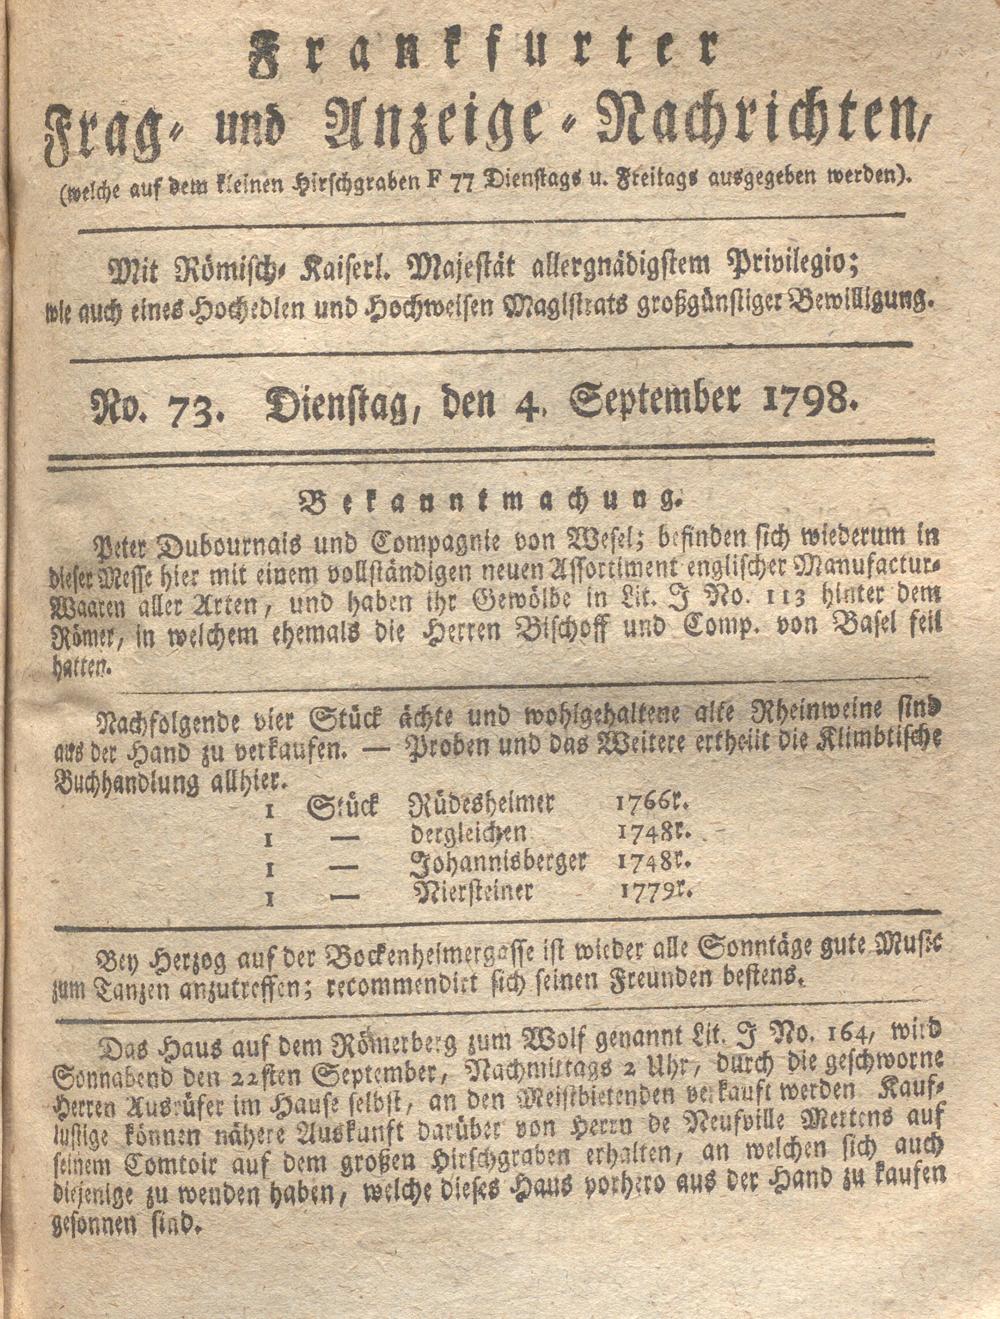 Frankfurter
Frag- und Anzeige-Nachrichten,
(welche auf dem kleinen Hirschgraben F 77 Dienstags u. Freitags ausgegeben werden).
Mit Römisch-Kaiserl. Majestät allergnädigstem Privilegio;
wie auch eines Hochedlen und Hochweisen Magistrats großgünstiger Bewilligung.
No. 73. Dienstag, den 4. September 1798.
Bekanntmachung.
Peter Dubournais und Compagnie von Wesel; befinden sich wiederum in
dieser Messe hier mit einem vollständigen neuen Assortiment englischer Manufactur-
Waaren aller Arten, und haben ihr Gewölbe in Lit. J No. 113 hinter dem
Römer, in welchem ehemals die Herren Bischoff und Comp. von Basel feil
hatten.
Nachfolgende vier Stück ächte und wohlgehaltene alte Rheinweine sind
aus der Hand zu verkaufen. — Proben und das Weitere ertheilt die Klimbtische
Buchhandlung allhier.
1 Stück Rüdesheimer 1766r.
1 — dergleichen 1748r.
1 — Johannisberger 1748r.
1 — Niersteiner 1779r.
Bey Herzog auf der Bockenheimergasse ist wieder alle Sonntäge gute Music
zum Tanzen anzutreffen; recommendirt sich seinen Freunden bestens.
Das Haus auf dem Römerberg zum Wolf genannt Lit. J No. 164, wird
Sonnabend den 22sten September, Nachmittags 2 Uhr, durch die geschworne
Herren Ausrüfer im Hause selbst, an den Meistbietenden verkauft werden Kauf-
lustige können nähere Auskunft darüber von Herrn de Neufville Mertens auf
seinem Comtoir auf dem großen Hirschgraben erhalten, an welchen sich auch
diejenige zu wenden haben, welche dieses Haus vorhero aus der Hand zu kaufen
gesonnen sind.